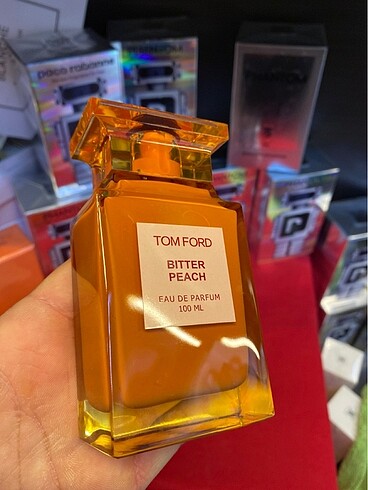 paco rabanne
TOM FORD
BITTER
PEACH
EAU DE PARFUM
100 ML